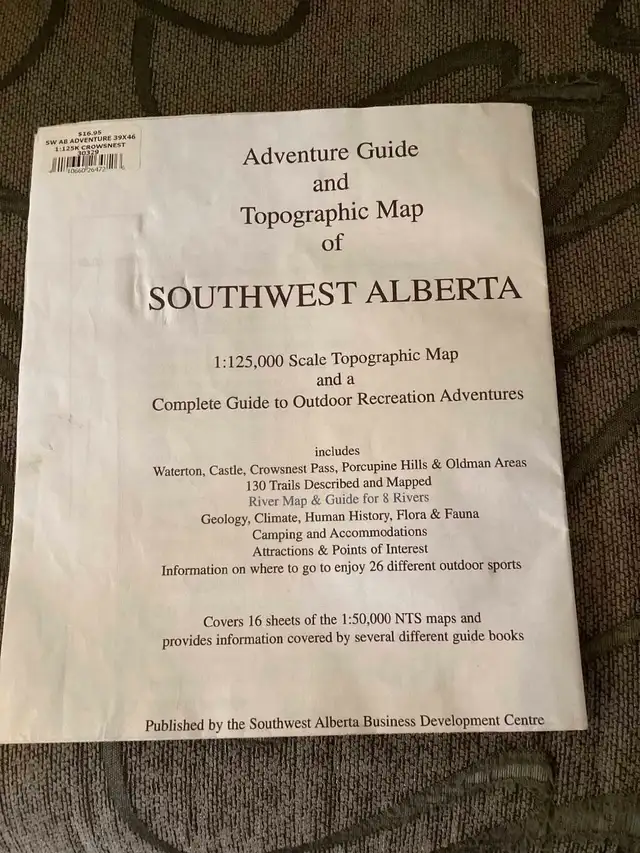 $16.95
SW AB ADVENTURE 39X46
1:125K CROWSNEST
30329
10660 26472
Adventure Guide
and
Topographic Map
of
SOUTHWEST ALBERTA
1:125,000 Scale Topographic Map
and a
Complete Guide to Outdoor Recreation Adventures
includes
Waterton, Castle, Crowsnest Pass, Porcupine Hills & Oldman Areas
130 Trails Described and Mapped
River Map & Guide for 8 Rivers
Geology, Climate, Human History, Flora & Fauna
Camping and Accommodations
Attractions & Points of Interest
Information on where to go to enjoy 26 different outdoor sports
Covers 16 sheets of the 1:50,000 NTS maps and
provides information covered by several different guide books
Published by the Southwest Alberta Business Development Centre